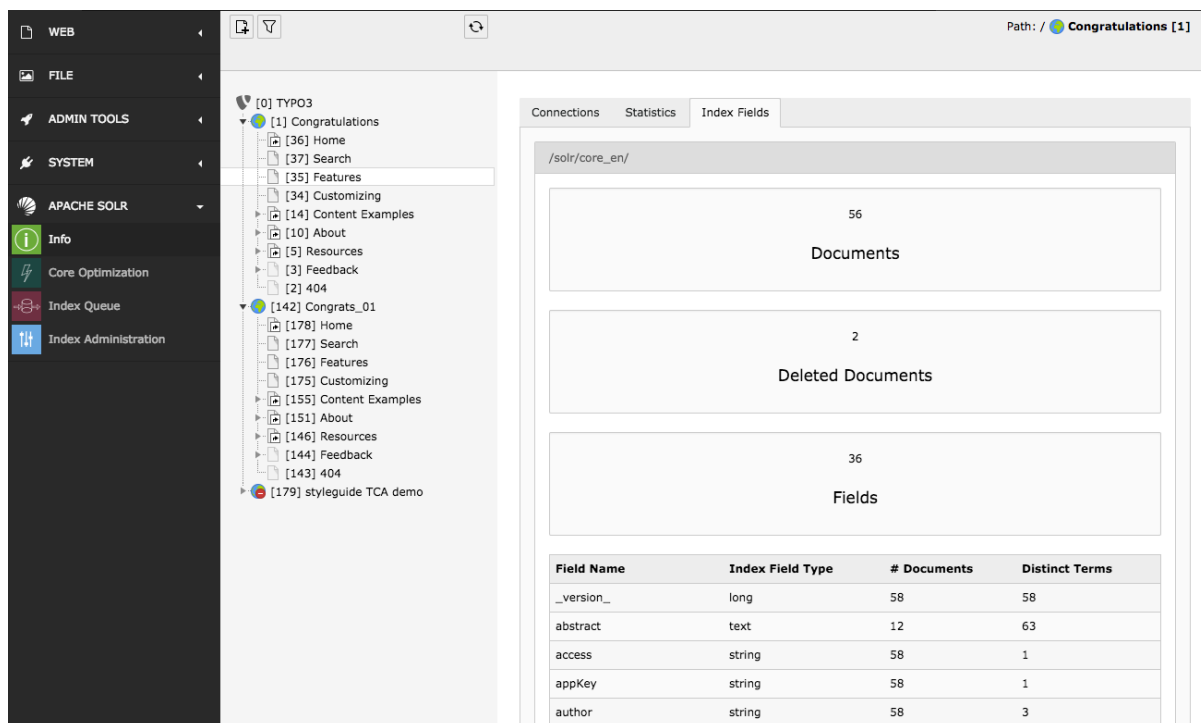 WEB
FILE
ADMIN TOOLS
SYSTEM
APACHE SOLR
Info
Core Optimization
Index Queue
Index Administration
[0] TYPO3
[1] Congratulations
[36] Home
[37] Search
[35] Features
[34] Customizing
[14] Content Examples
[10] About
[5] Resources
[3] Feedback
[2] 404
[142] Congrats_01
[178] Home
[177] Search
[176] Features
[175] Customizing
[155] Content Examples
[151] About
[146] Resources
[144] Feedback
[143] 404
[179] styleguide TCA demo
Path: / Congratulations [1]
Connections Statistics Index Fields
/solr/core_en/
56
Documents
2
Deleted Documents
36
Fields
Field Name Index Field Type # Documents Distinct Terms
_version_ long 58 58
abstract text 12 63
access string 58 1
appKey string 58 1
author string 58 3